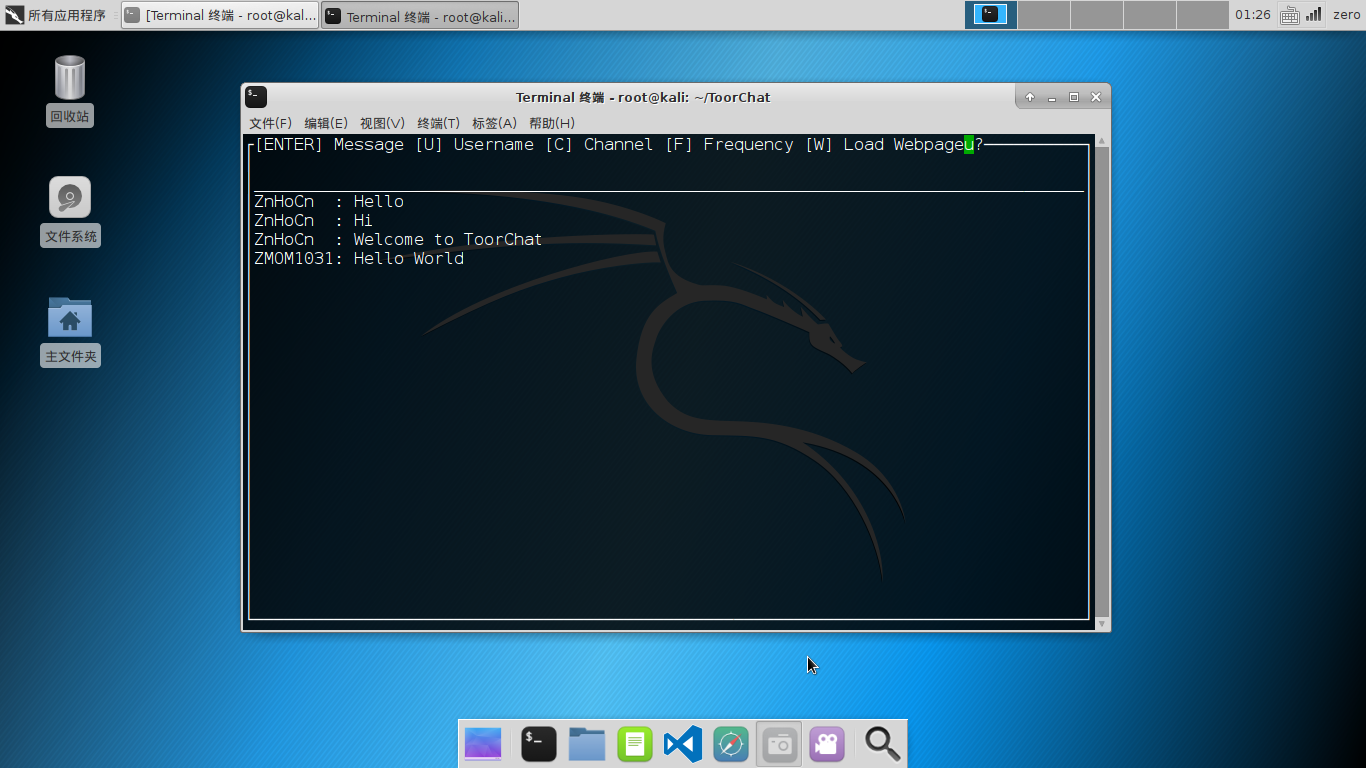 所有应用程序
[Terminal 终端 - root@kal...
Terminal 终端 - root@kali...
01:26
zero
回收站
文件系统
主文件夹
Terminal 终端 - root@kali: ~/ToorChat
文件(F) 编辑(E) 视图(V) 终端(T) 标签(A) 帮助(H)
[ENTER] Message [U] Username [C] Channel [F] Frequency [W] Load Webpageu?
ZnHoCn : Hello
ZnHoCn : Hi
ZnHoCn : Welcome to ToorChat
ZMOM1031: Hello World